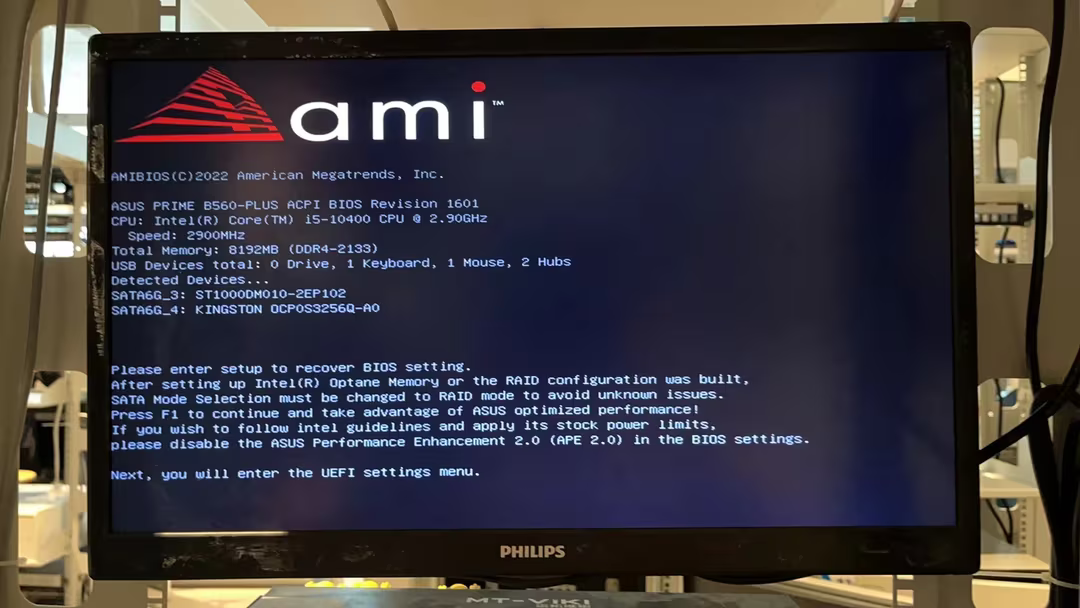 ami™
AMIBIOS(C)2022 American Megatrends, Inc.
ASUS PRIME B560-PLUS ACPI BIOS Revision 1601
CPU: Intel(R) Core(TM) i5-10400 CPU @ 2.90GHz
Speed: 2900MHz
Total Memory: 8192MB (DDR4-2133)
USB Devices total: 0 Drive, 1 Keyboard, 1 Mouse, 2 Hubs
Detected Devices...
SATA6G_3: ST1000DM010-2EP102
SATA6G_4: KINGSTON OCP0S3256Q-A0
Please enter setup to recover BIOS setting.
After setting up Intel(R) Optane Memory or the RAID configuration was built,
SATA Mode Selection must be changed to RAID mode to avoid unknown issues.
Press F1 to continue and take advantage of ASUS optimized performance!
If you wish to follow intel guidelines and apply its stock power limits,
please disable the ASUS Performance Enhancement 2.0 (APE 2.0) in the BIOS settings.
Next, you will enter the UEFI settings menu.
PHILIPS
MT-VIKI